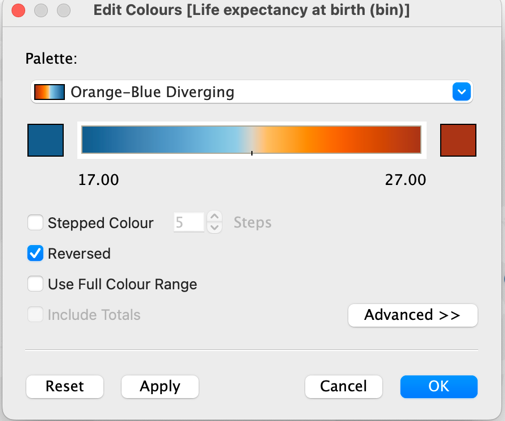 Edit Colours [Life expectancy at birth (bin)]
Palette:
Orange-Blue Diverging
17.00 27.00
Stepped Colour 5 Steps
Reversed
Use Full Colour Range
Include Totals
Advanced >>
Reset Apply Cancel OK